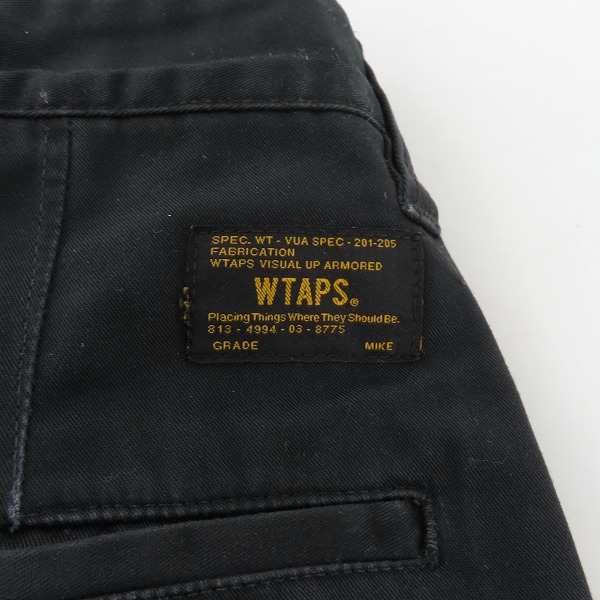 SPEC. WT - VUA SPEC - 201-205
FABRICATION
WTAPS VISUAL UP ARMORED
WTAPS®
Placing Things Where They Should Be.
813 - 4994 - 03 - 8775
GRADE MIKE